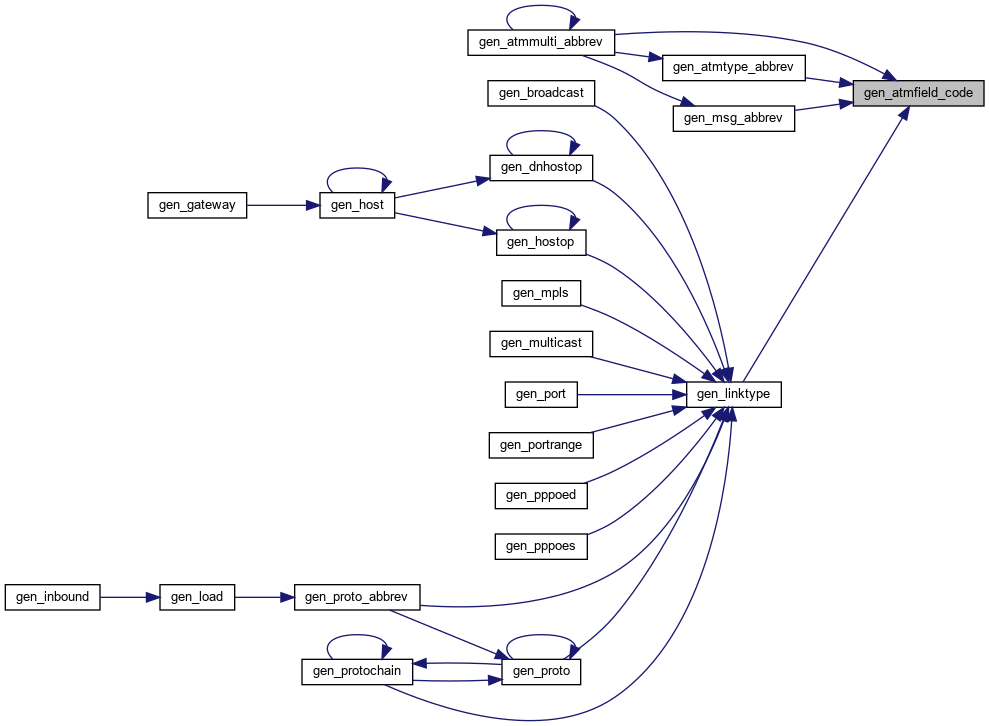 gen_atmmulti_abbrev
gen_atmtype_abbrev
gen_broadcast
gen_atmfield_code
gen_msg_abbrev
gen_dnhostop
gen_gateway
gen_host
gen_hostop
gen_mpls
gen_multicast
gen_port
gen_linktype
gen_portrange
gen_pppoed
gen_pppoes
gen_inbound
gen_load
gen_proto_abbrev
gen_protochain
gen_proto